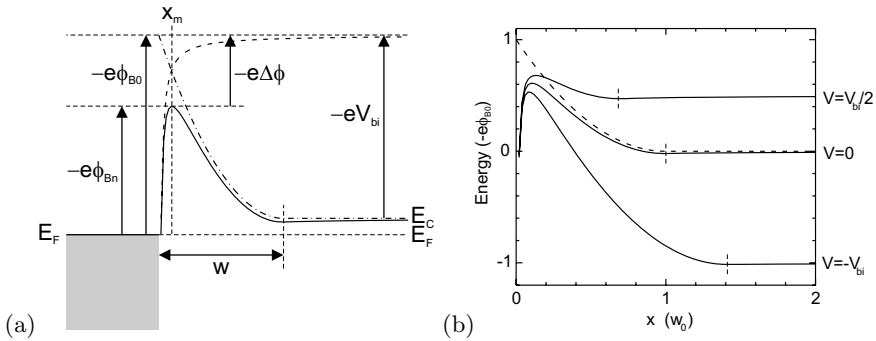 x_m
−eϕ_B0
−eΔϕ
−eV_bi
−eϕ_Bn
E_F
E_C
E_F
w
(a)
Energy (-eϕ_B0)
1
0
-1
V=V_bi/2
V=0
V=-V_bi
0
1
2
x (w_0)
(b)